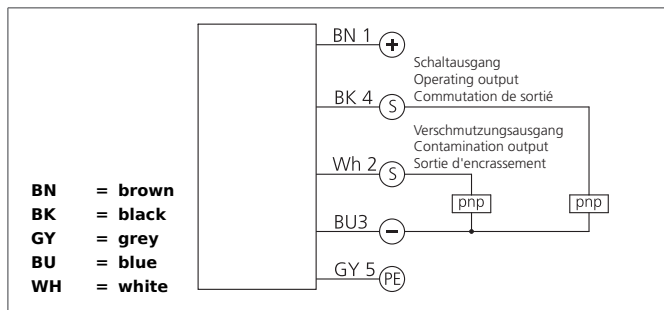 BN 1
+
Schaltausgang
Operating output
Commutation de sortié
BK 4
S
Verschmutzungsausgang
Contamination output
Sortie d'encrassement
Wh 2
S
pnp
pnp
BU3
−
GY 5
PE
BN = brown
BK = black
GY = grey
BU = blue
WH = white